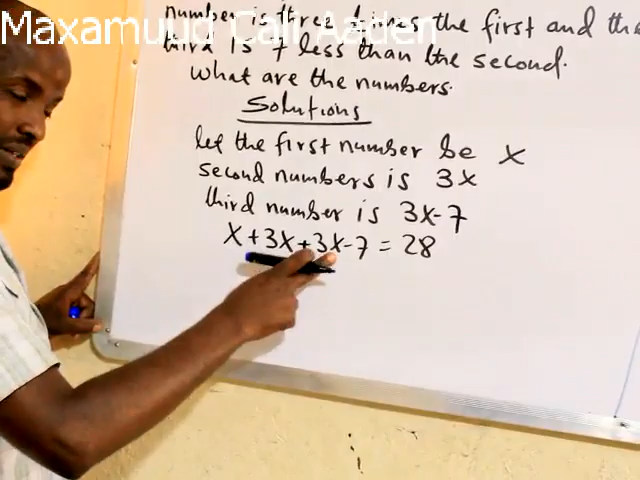 Maxamuud Cali Aaden
number is three times the first and the
third is 7 less than the second.
What are the numbers.
Solutions
let the first number be x
second numbers is 3x
third number is 3x-7
x+3x+3x-7 = 28